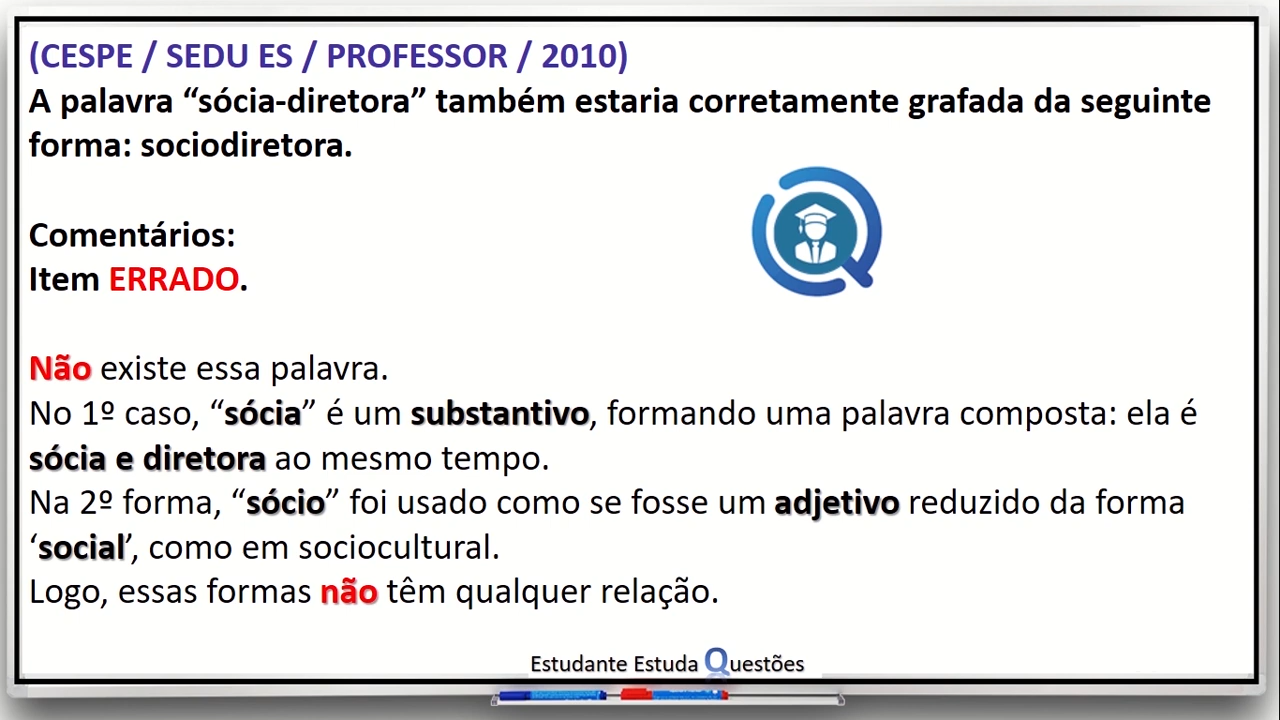 (CESPE / SEDU ES / PROFESSOR / 2010)
A palavra “sócia-diretora” também estaria corretamente grafada da seguinte
forma: sociodiretora.
Comentários:
Item ERRADO.
Não existe essa palavra.
No 1º caso, “sócia” é um substantivo, formando uma palavra composta: ela é
sócia e diretora ao mesmo tempo.
Na 2º forma, “sócio” foi usado como se fosse um adjetivo reduzido da forma
‘social’, como em sociocultural.
Logo, essas formas não têm qualquer relação.
Estudante Estuda Questões